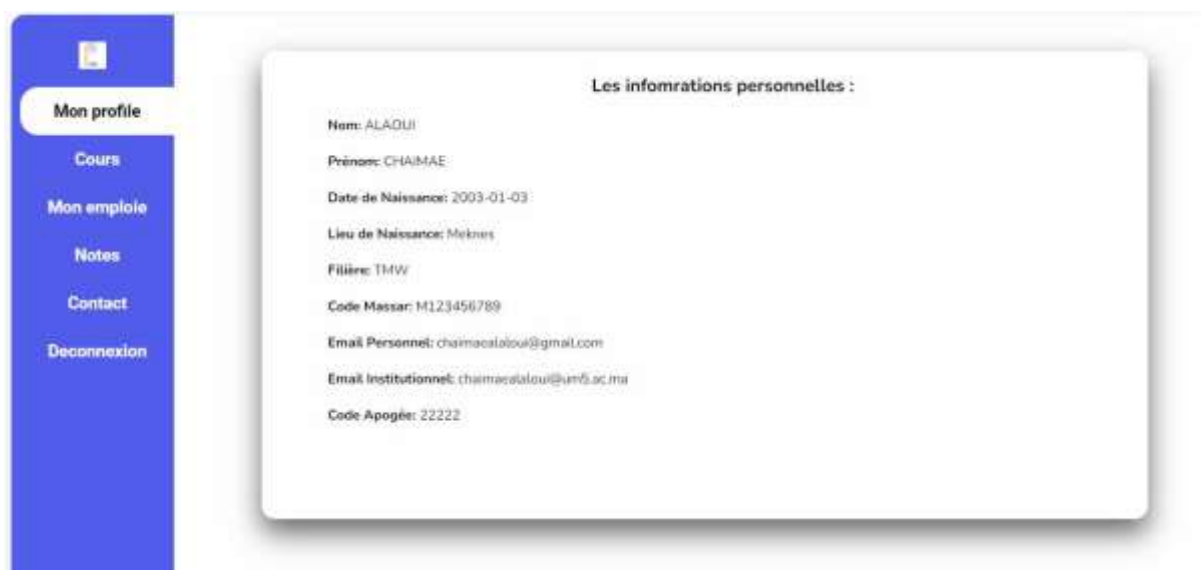 Mon profile
Cours
Mon emploie
Notes
Contact
Deconnexion
Les infomrations personnelles :
Nom: ALAOUI
Prénom: CHAIMAE
Date de Naissance: 2003-01-03
Lieu de Naissance: Meknes
Filière: TMW
Code Massar: M123456789
Email Personnel: chaimaealaloui@gmail.com
Email Institutionnel: chaimaealaloui@um5.ac.ma
Code Apogée: 22222